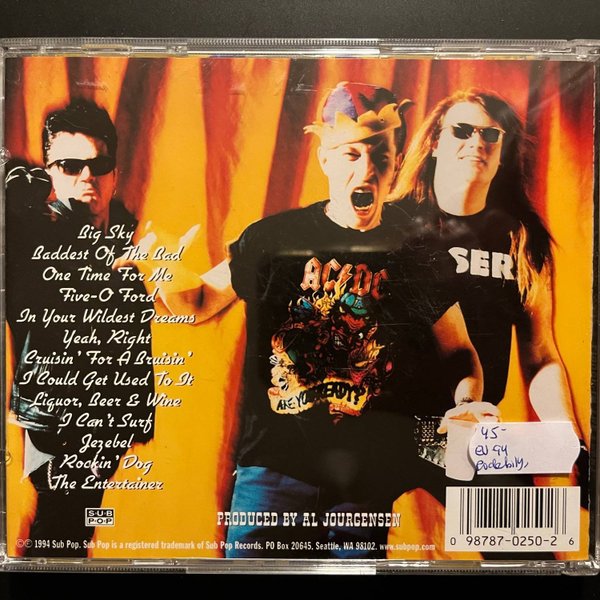 Big Sky
Baddest Of The Bad
One Time For Me
Five-O Ford
In Your Wildest Dreams
Yeah, Right
Cruisin' For A Bruisin'
I Could Get Used To It
Liquor, Beer & Wine
I Can't Surf
Jezebel
Rockin' Dog
The Entertainer
AC/DC
ARE YOU READY?
SER
45-
EU 94
Rockabilly,
SUB
POP
PRODUCED BY AL JOURGENSEN
©℗ 1994 Sub Pop. Sub Pop is a registered trademark of Sub Pop Records. PO Box 20645. Seattle, WA 98102. www.subpop.com
0 98787-0250-2 6